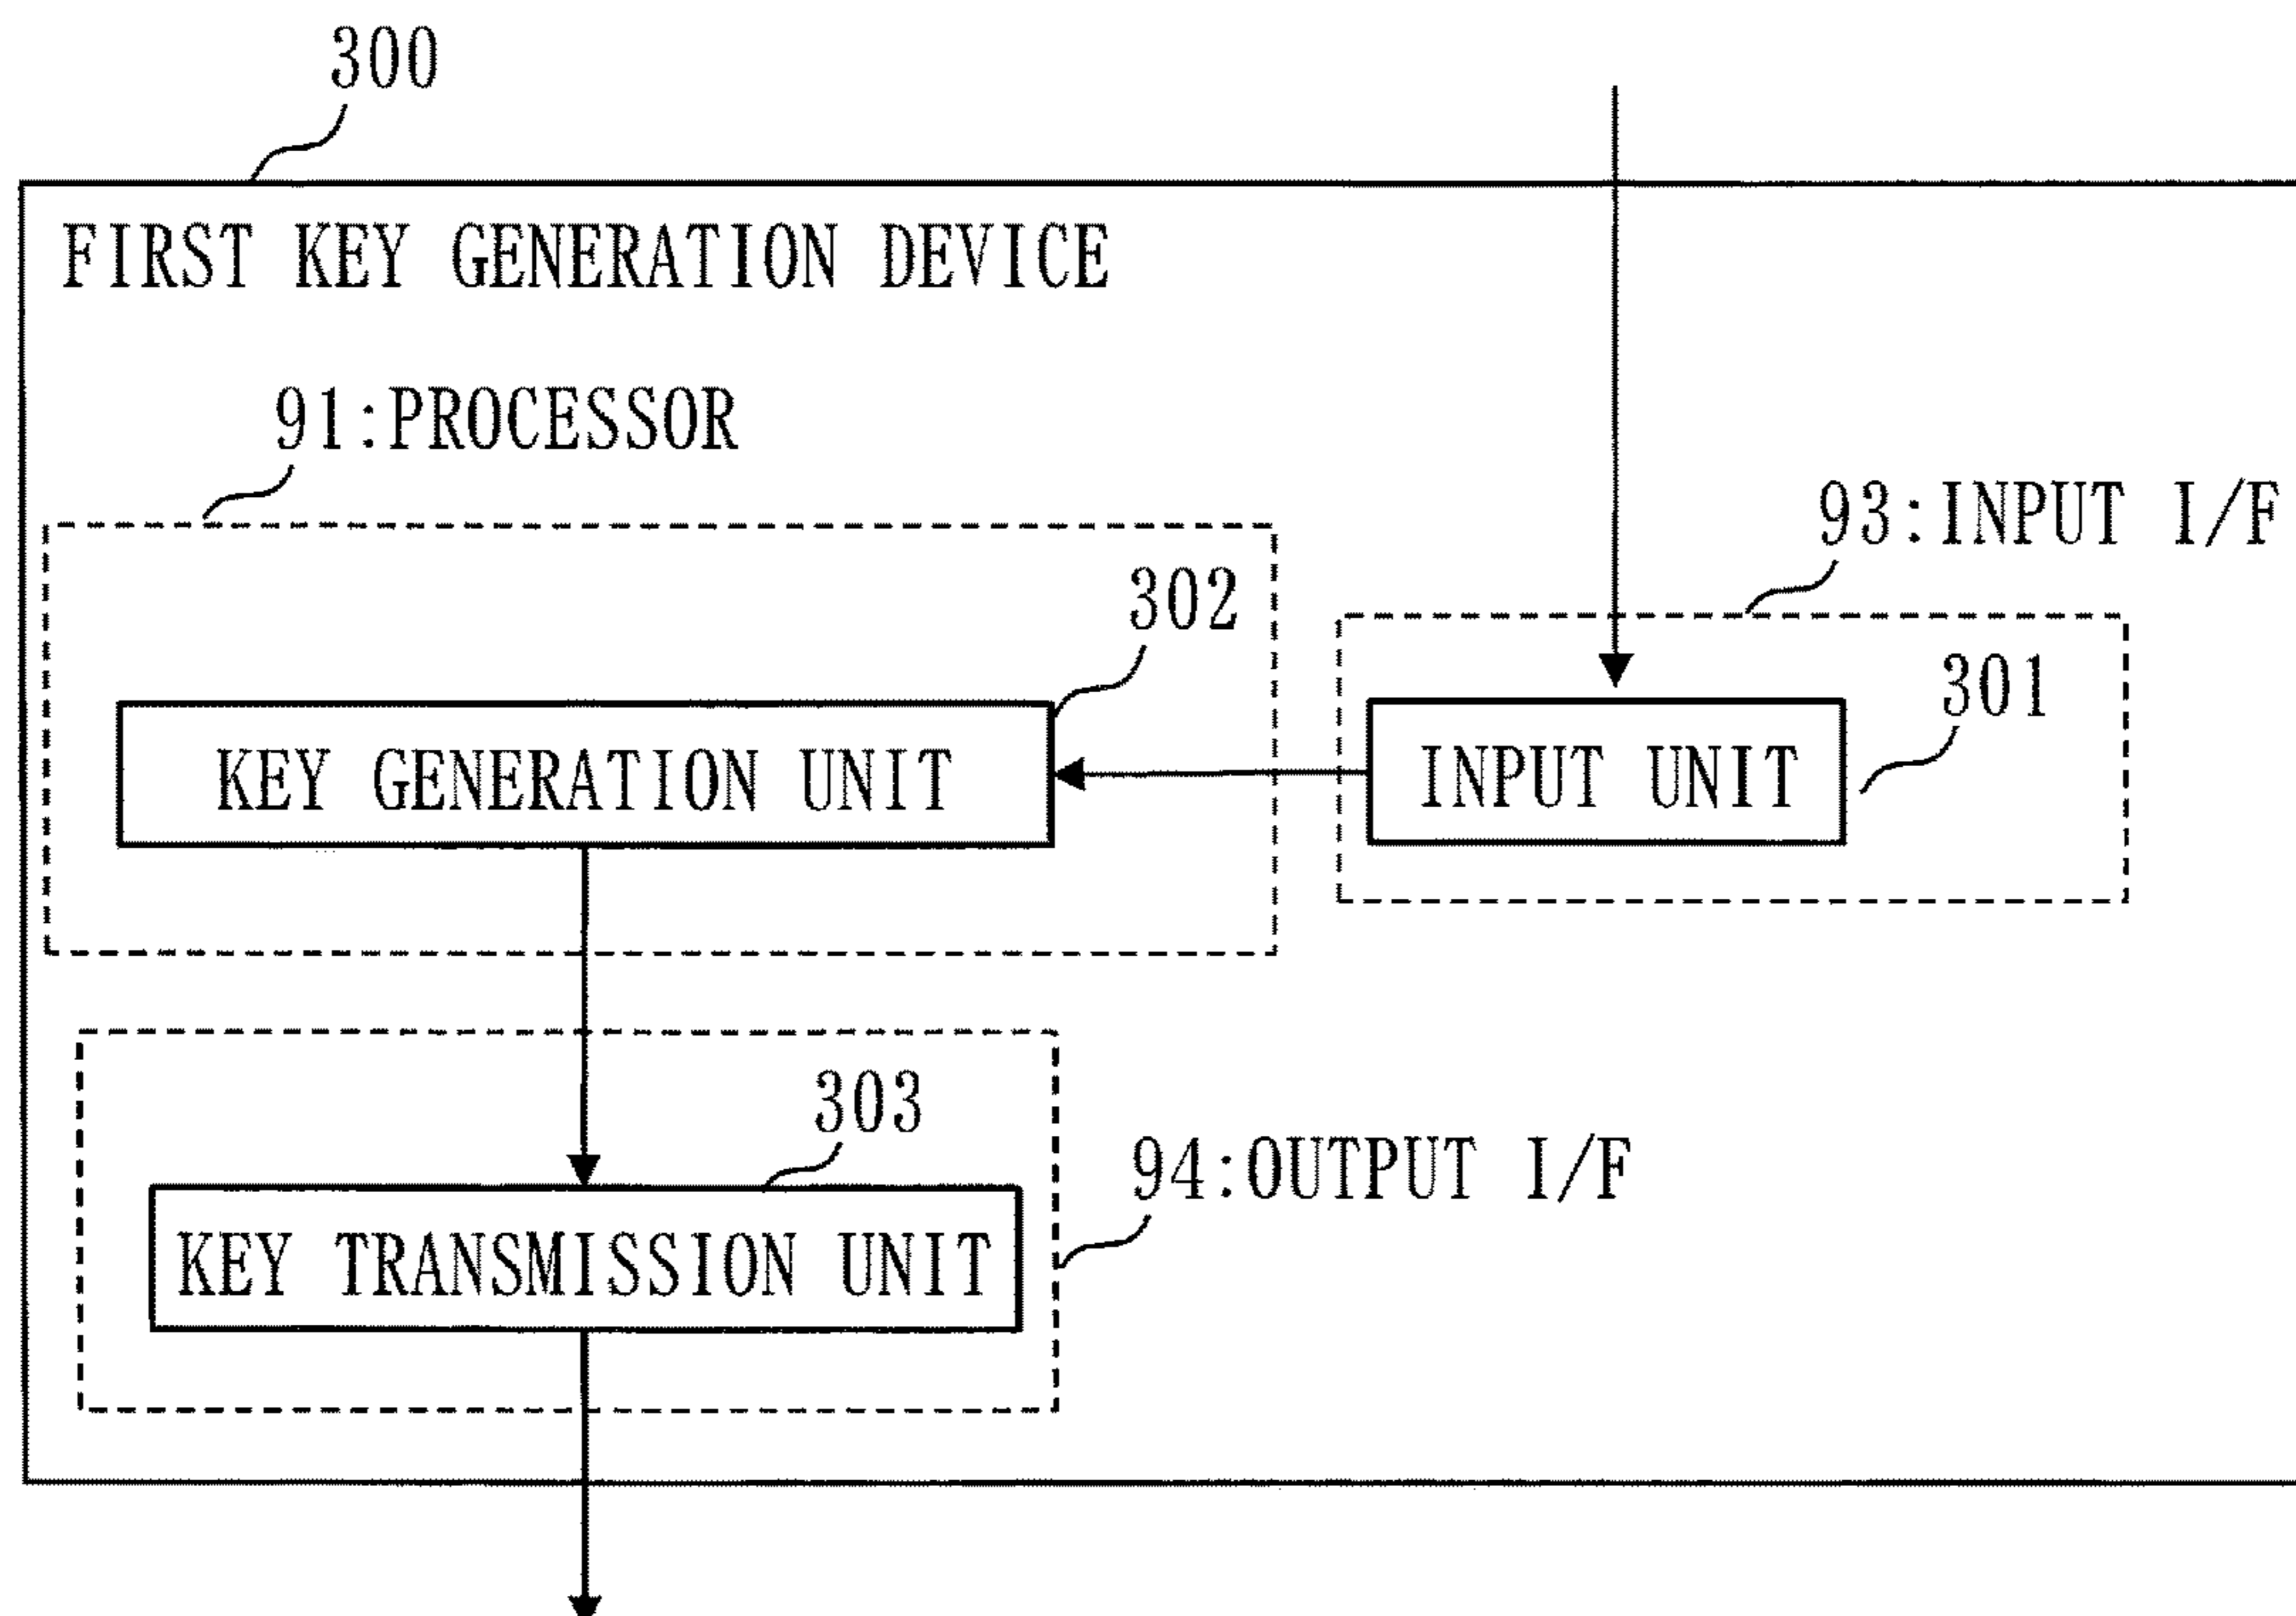 300
FIRST KEY GENERATION DEVICE
91:PROCESSOR
93:INPUT I/F
302
301
KEY GENERATION UNIT
INPUT UNIT
303
94:OUTPUT I/F
KEY TRANSMISSION UNIT